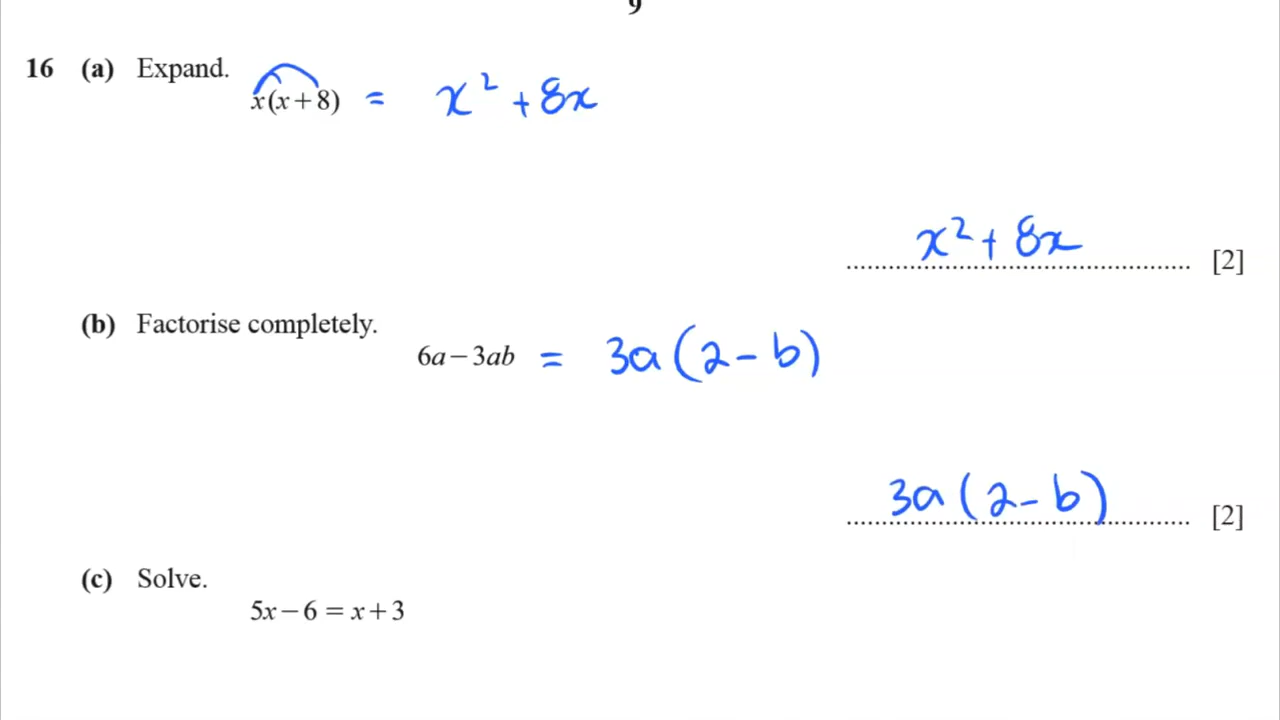 9
16 (a) Expand.
x(x+8) = x² + 8x
x² + 8x
........................ [2]
(b) Factorise completely.
6a−3ab = 3a(2−b)
3a(2−b)
........................ [2]
(c) Solve.
5x−6 = x+3